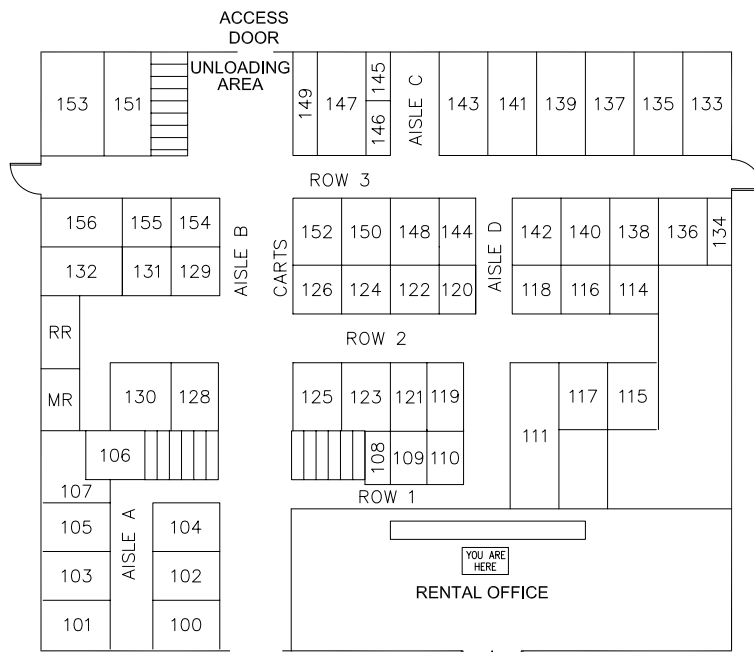 ACCESS
DOOR
UNLOADING
AREA
153 151 149 147 145 146 AISLE C 143 141 139 137 135 133
ROW 3
156 155 154 AISLE B CARTS 152 150 148 144 AISLE D 142 140 138 136 134
132 131 129 126 124 122 120 118 116 114
RR
ROW 2
MR 130 128 125 123 121 119 111 117 115
106 108 109 110
107
ROW 1
105 AISLE A 104
103 102
101 100
YOU ARE
HERE
RENTAL OFFICE